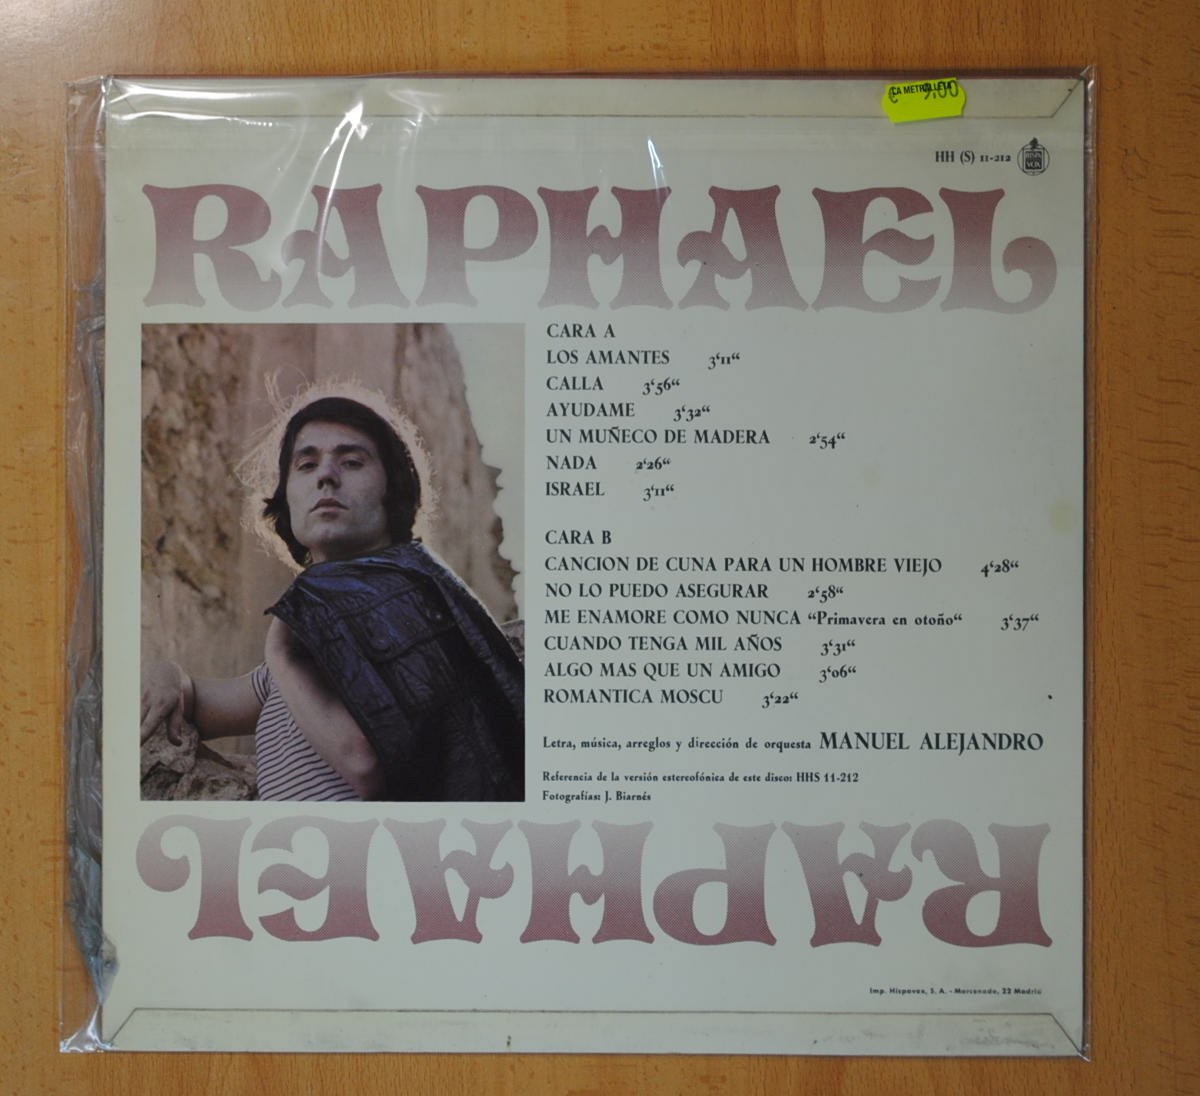 LA METRALLETA
€ 9,00
HH (S) 11-212
HISPA VOX
RAPHAEL
CARA A
LOS AMANTES 3‘11“
CALLA 3‘56“
AYUDAME 3‘32“
UN MUÑECO DE MADERA 2‘54“
NADA 2‘26“
ISRAEL 3‘11“
CARA B
CANCION DE CUNA PARA UN HOMBRE VIEJO 4‘28“
NO LO PUEDO ASEGURAR 2‘58“
ME ENAMORE COMO NUNCA “Primavera en otoño“ 3‘37“
CUANDO TENGA MIL AÑOS 3‘31“
ALGO MAS QUE UN AMIGO 3‘06“
ROMANTICA MOSCU 3‘22“
Letra, música, arreglos y dirección de orquesta MANUEL ALEJANDRO
Referencia de la versión estereofónica de este disco: HHS 11-212
Fotografías: J. Biarnés
RAPHAEL
Imp. Hispavox, S. A. - Mercenado, 22 Madrid